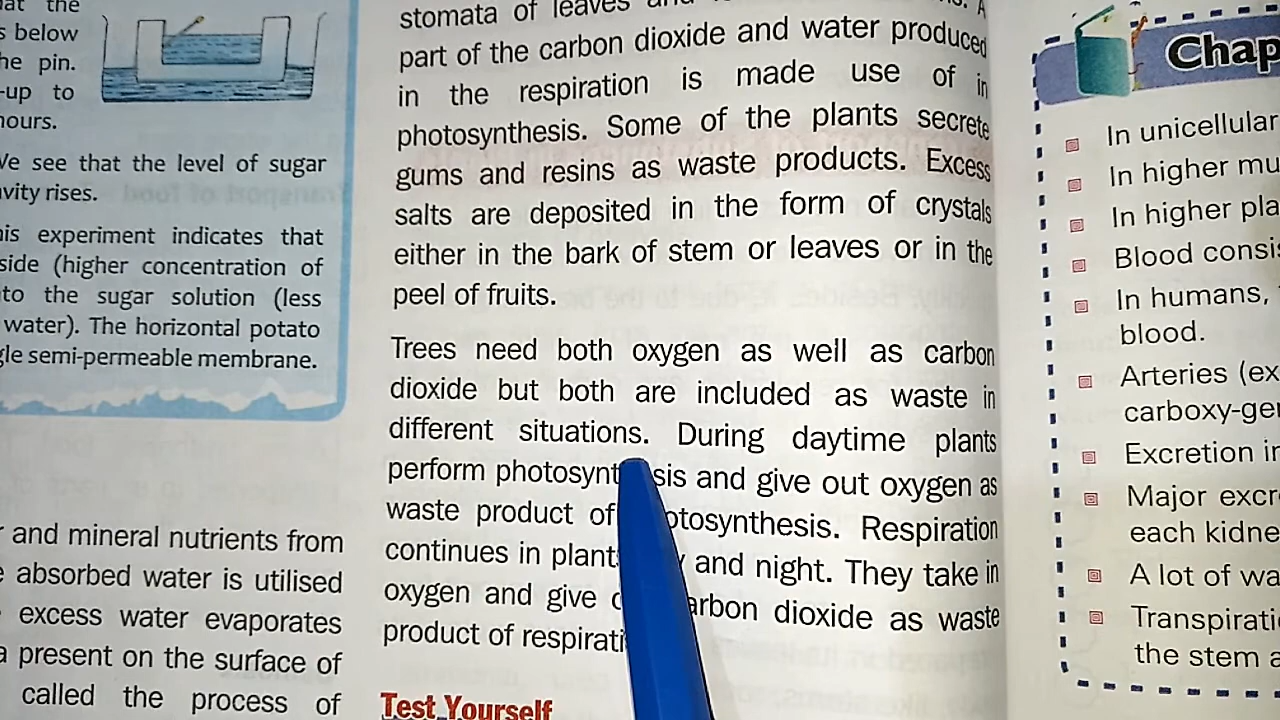 at the
below
he pin.
-up to
hours.
We see that the level of sugar
avity rises.
his experiment indicates that
side (higher concentration of
to the sugar solution (less
water). The horizontal potato
gle semi-permeable membrane.
and mineral nutrients from
absorbed water is utilised
excess water evaporates
present on the surface of
called the process of
stomata of leaves
part of the carbon dioxide and water produced
in the respiration is made use of in
photosynthesis. Some of the plants secrete
gums and resins as waste products. Excess
salts are deposited in the form of crystals
either in the bark of stem or leaves or in the
peel of fruits.
Trees need both oxygen as well as carbon
dioxide but both are included as waste in
different situations. During daytime plants
perform photosynt sis and give out oxygen as
waste product of otosynthesis. Respiration
continues in plant and night. They take in
oxygen and give arbon dioxide as waste
product of respirati
Test Yourself
Chap
In unicellular
In higher mu
In higher pla
Blood consis
In humans,
blood.
Arteries (ex
carboxy-ge
Excretion in
Major excr
each kidne
A lot of wa
Transpirati
the stem a